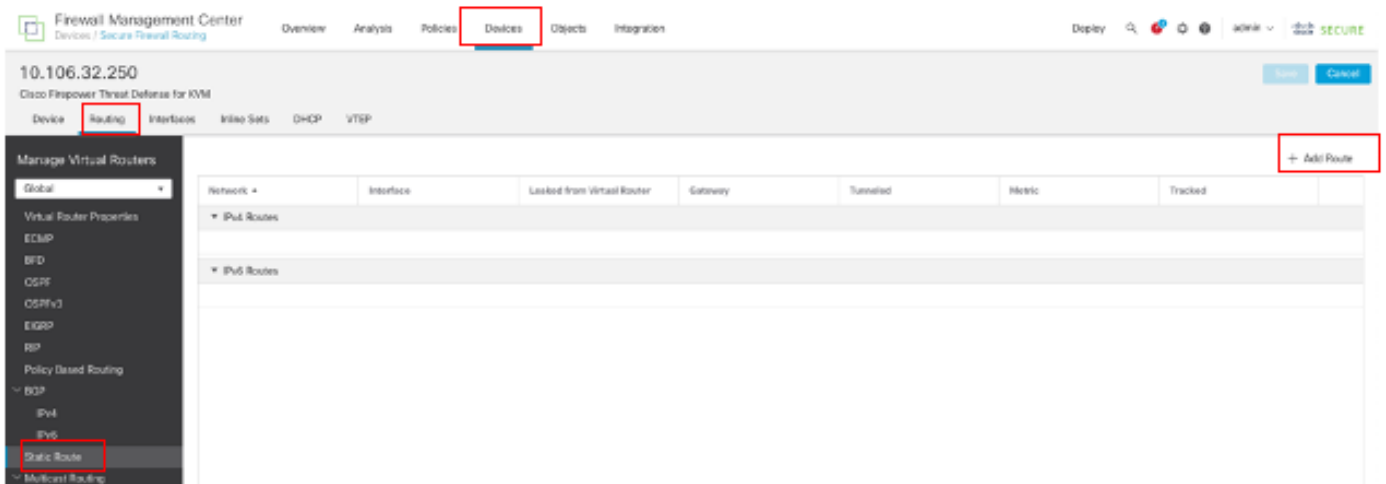 Firewall Management Center
Devices / Secure Firewall Routing
Overview Analysis Policies Devices Objects Integration
Deploy admin SECURE
10.106.32.250
Cisco Firepower Threat Defense for KVM
Save Cancel
Device Routing Interfaces Inline Sets DHCP VTEP
Manage Virtual Routers
+ Add Route
Global
Network Interface Leaked from Virtual Router Gateway Tunneled Metric Tracked
Virtual Router Properties
IPv4 Routes
ECMP
BFD
IPv6 Routes
OSPF
OSPFv3
EIGRP
RIP
Policy Based Routing
BGP
IPv4
IPv6
Static Route
Multicast Routing